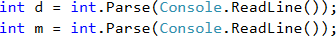 int d = int.Parse(Console.ReadLine());
int m = int.Parse(Console.ReadLine());